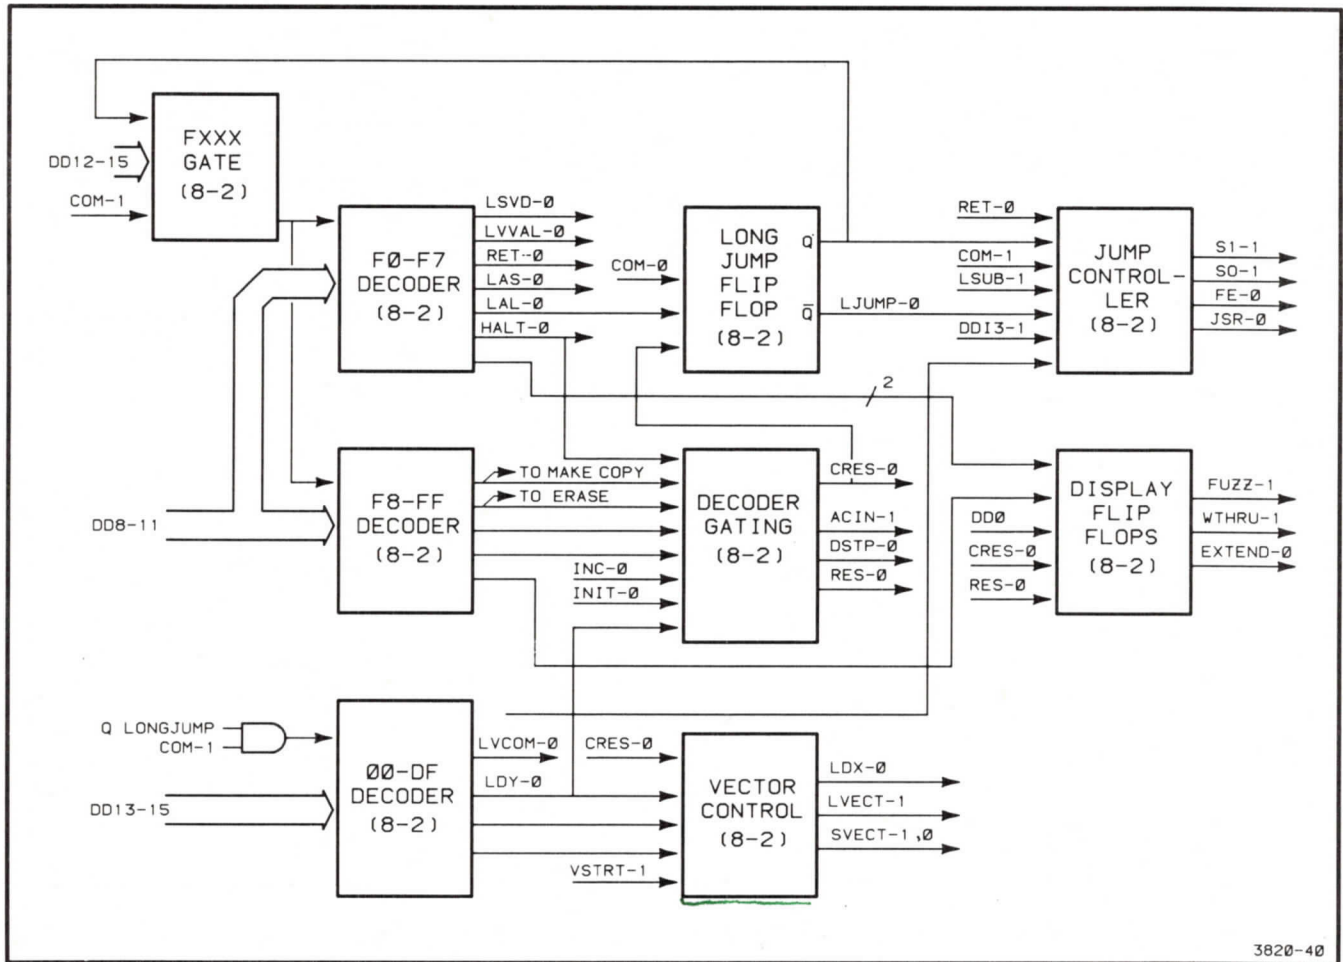 FXXX
GATE
(8-2)
DD12-15
COM-1
F0-F7
DECODER
(8-2)
LSVD-0
LVVAL-0
RET-0
LAS-0
LAL-0
HALT-0
COM-0
LONG
JUMP
FLIP
FLOP
(8-2)
Q
Q̅
LJUMP-0
RET-0
COM-1
LSUB-1
DDI3-1
JUMP
CONTROL-
LER
(8-2)
S1-1
SO-1
FE-0
JSR-0
2
DD8-11
F8-FF
DECODER
(8-2)
TO MAKE COPY
TO ERASE
INC-0
INIT-0
DECODER
GATING
(8-2)
CRES-0
ACIN-1
DSTP-0
RES-0
DD0
CRES-0
RES-0
DISPLAY
FLIP
FLOPS
(8-2)
FUZZ-1
WTHRU-1
EXTEND-0
Q LONGJUMP
COM-1
DD13-15
00-DF
DECODER
(8-2)
LVCOM-0
LDY-0
CRES-0
VSTRT-1
VECTOR
CONTROL
(8-2)
LDX-0
LVECT-1
SVECT-1,0
3820-40